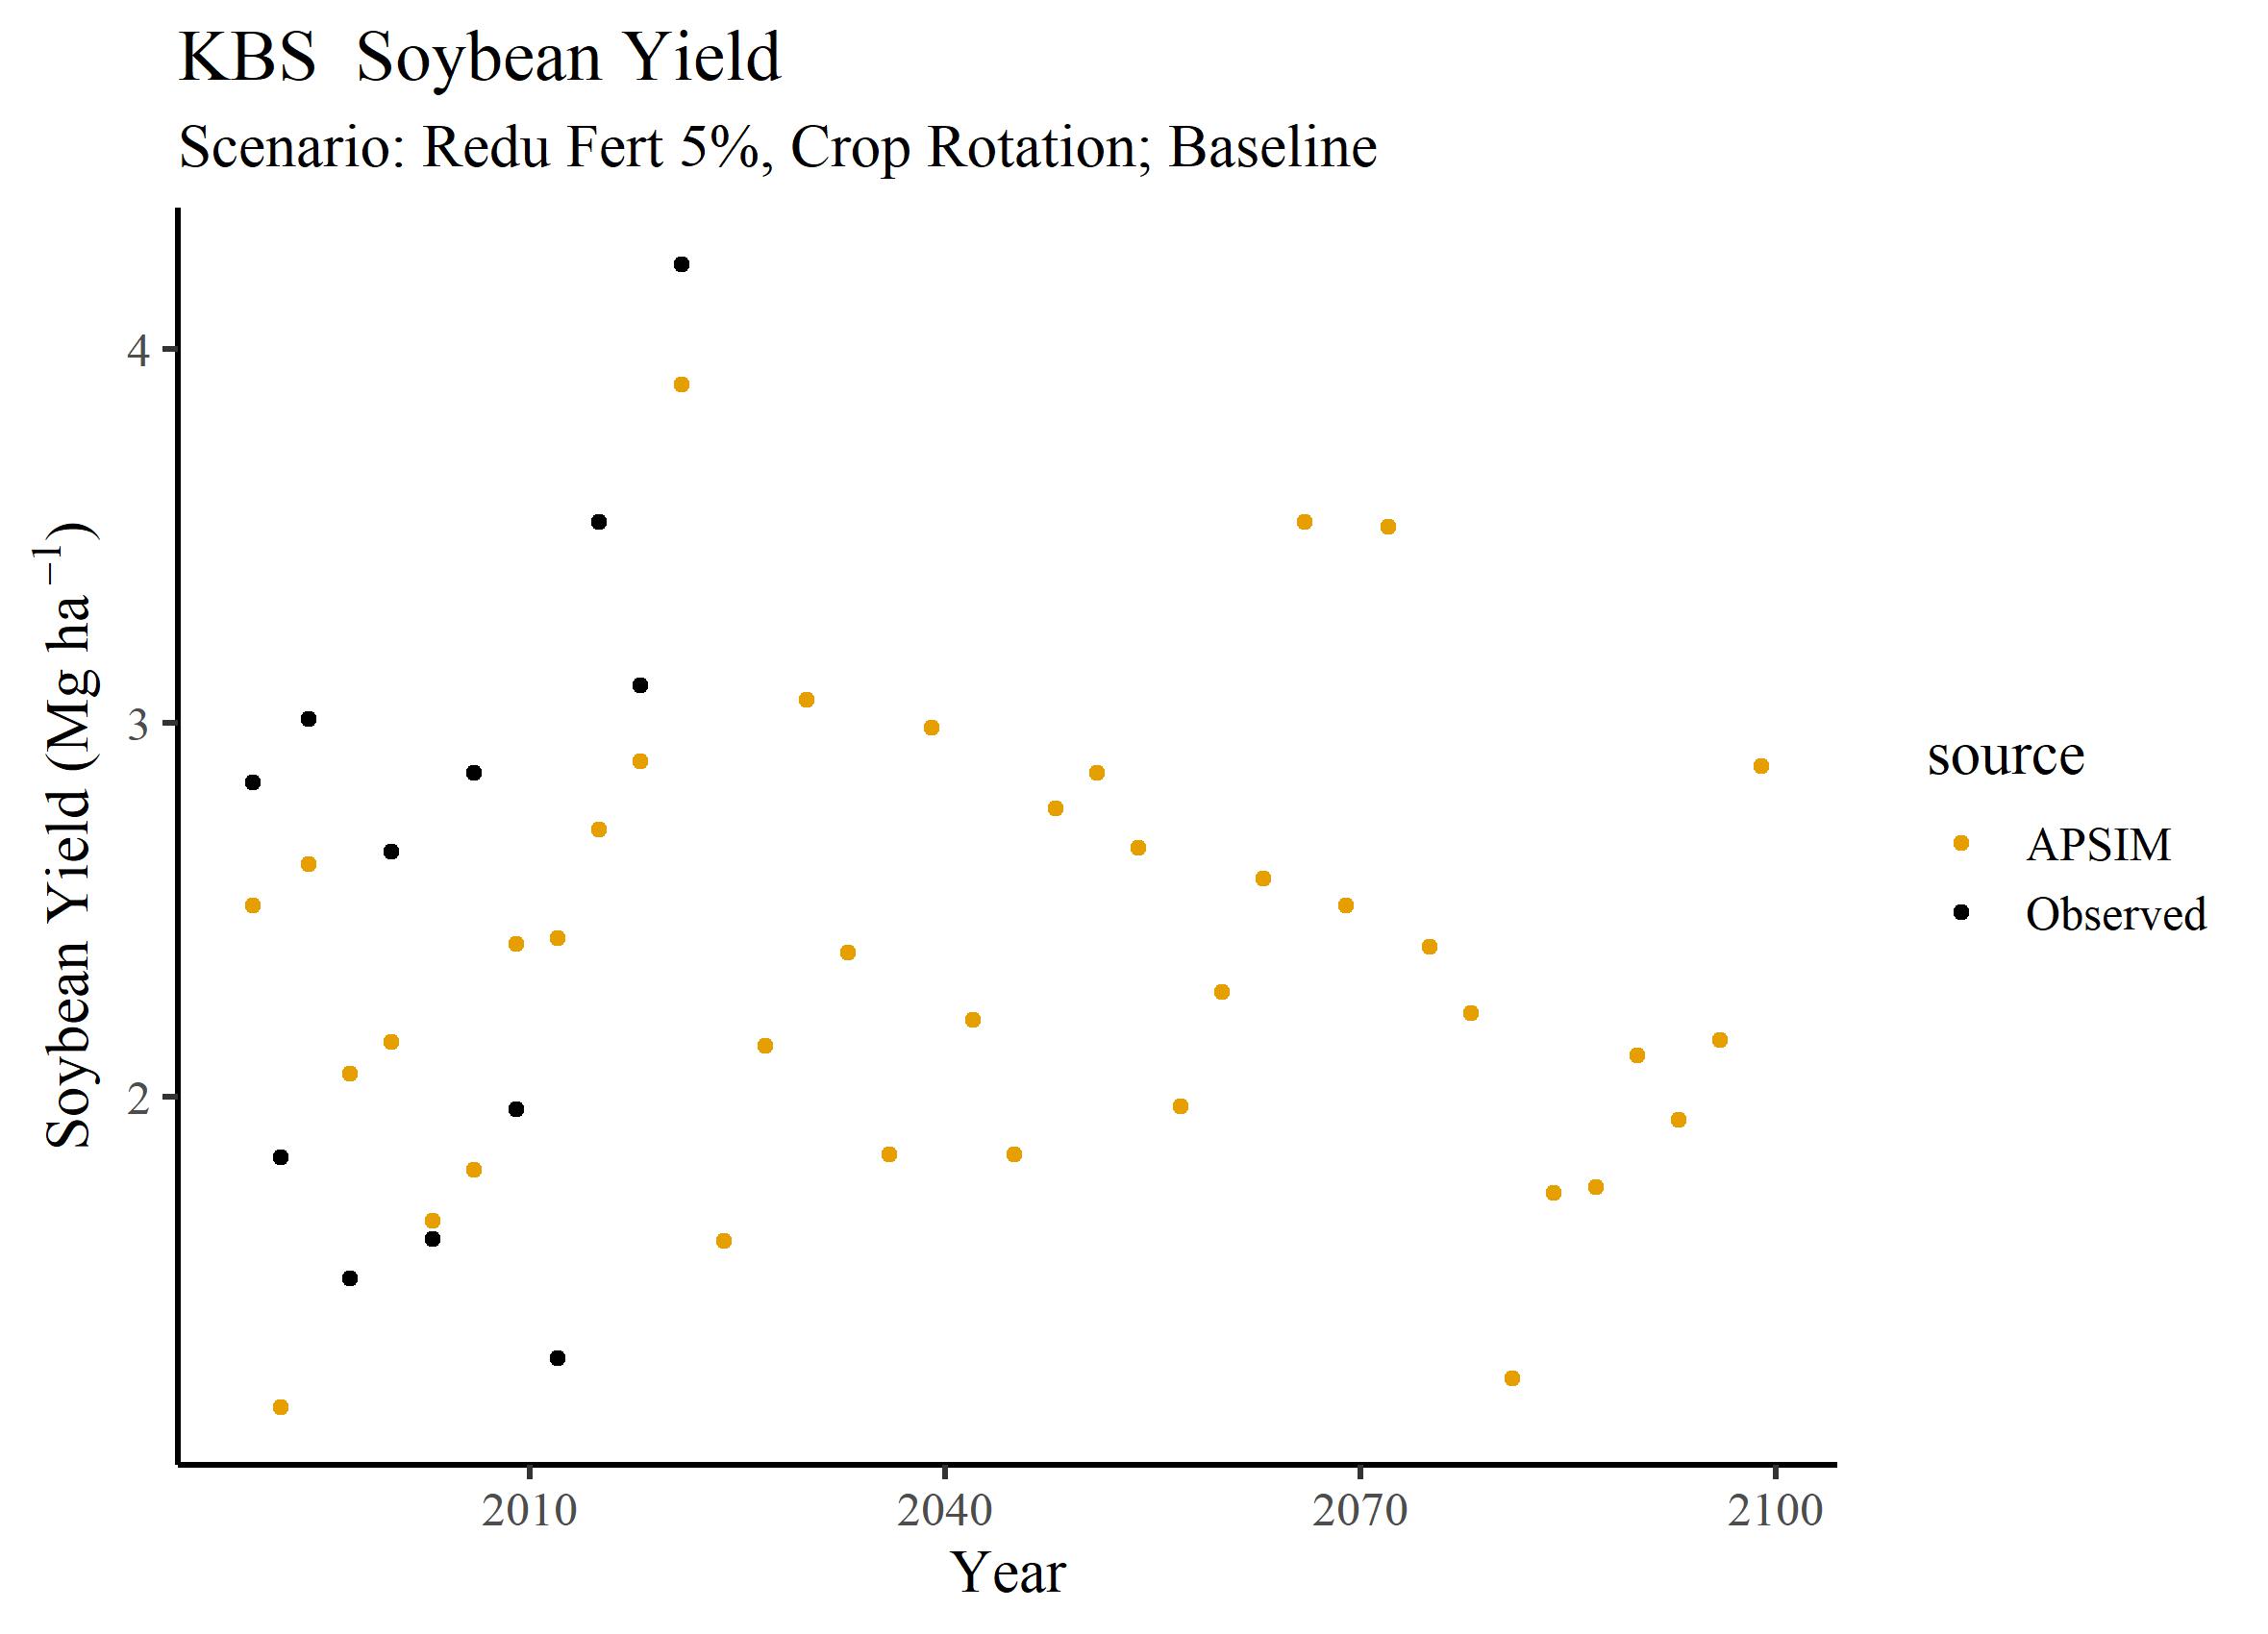 KBS  Soybean Yield
Scenario: Redu Fert 5%, Crop Rotation; Baseline
Soybean Yield (Mg ha⁻¹)
4
3
2
2010
2040
2070
2100
Year
source
APSIM
Observed